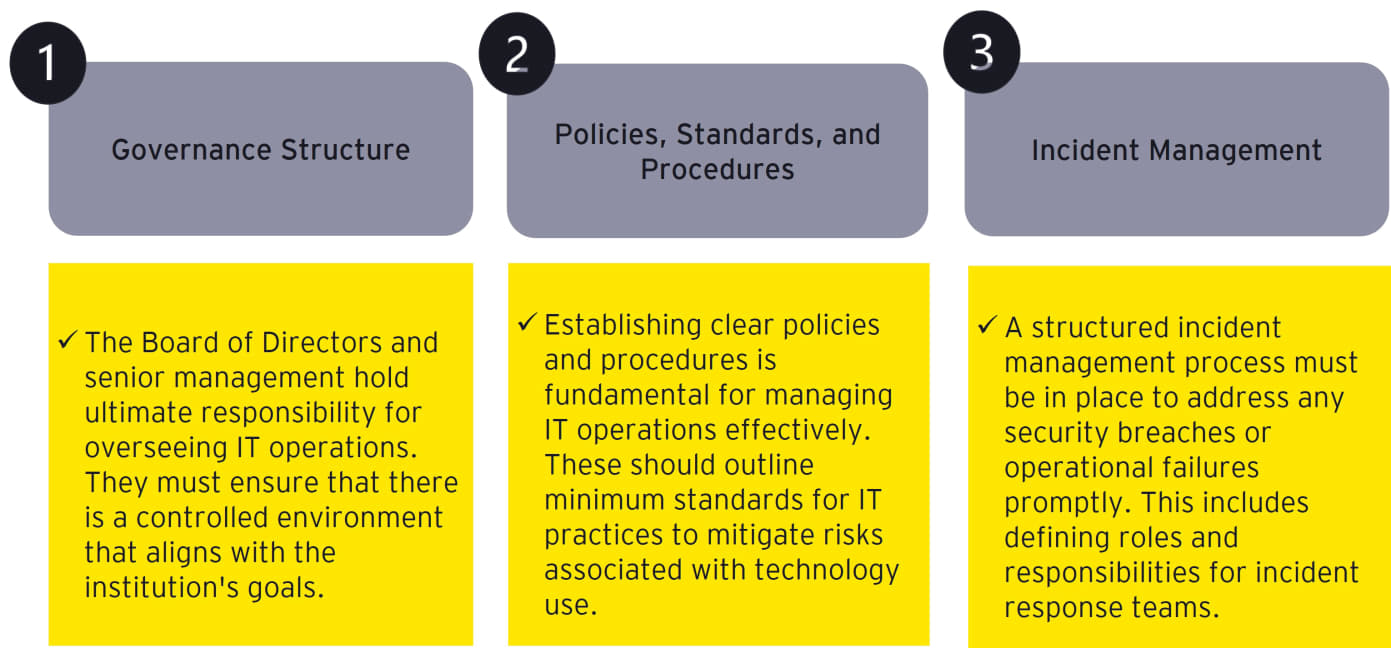 1
Governance Structure
✓ The Board of Directors and
senior management hold
ultimate responsibility for
overseeing IT operations.
They must ensure that there
is a controlled environment
that aligns with the
institution's goals.
2
Policies, Standards, and
Procedures
✓ Establishing clear policies
and procedures is
fundamental for managing
IT operations effectively.
These should outline
minimum standards for IT
practices to mitigate risks
associated with technology
use.
3
Incident Management
✓ A structured incident
management process must
be in place to address any
security breaches or
operational failures
promptly. This includes
defining roles and
responsibilities for incident
response teams.